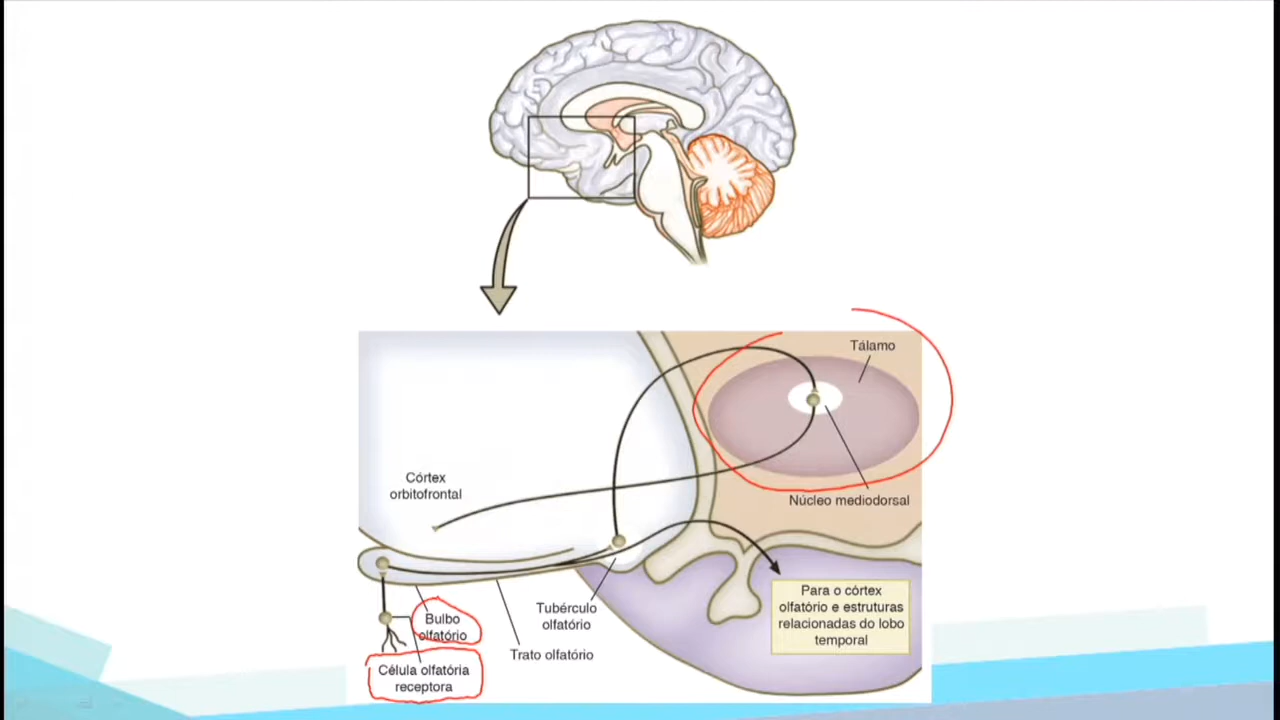 Tálamo
Córtex
orbitofrontal
Núcleo mediodorsal
Bulbo
olfatório
Tubérculo
olfatório
Trato olfatório
Célula olfatória
receptora
Para o córtex
olfatório e estruturas
relacionadas do lobo
temporal